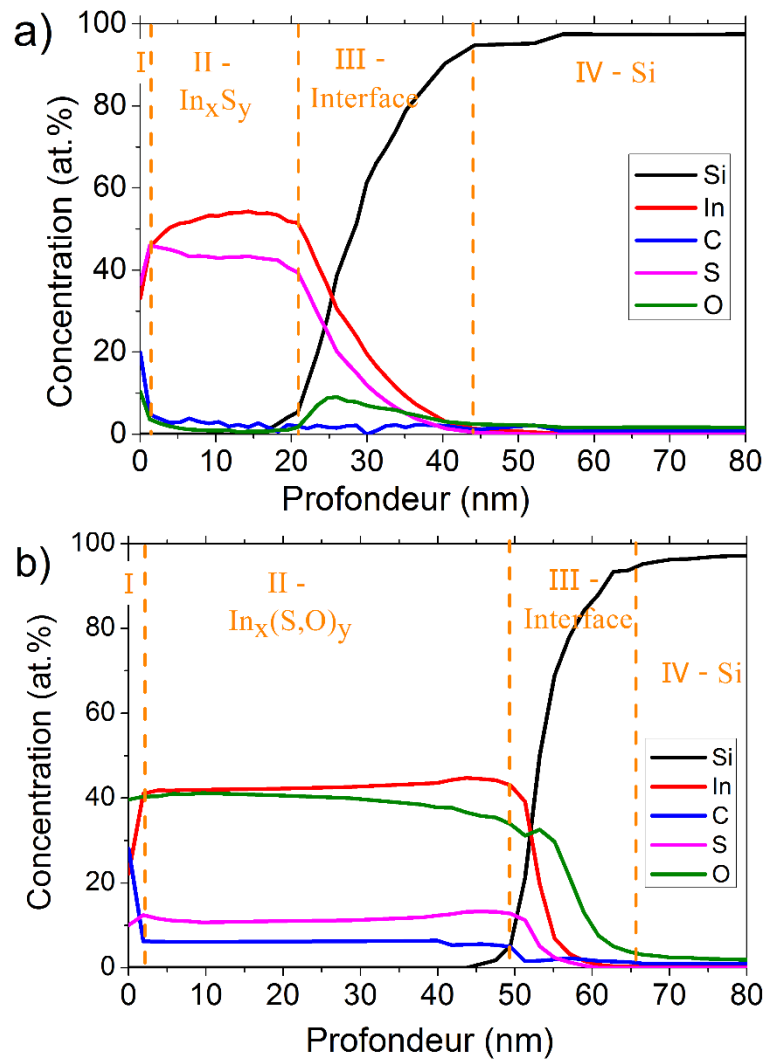 a)
100
80
60
40
20
0
Concentration (at.%)
I
II -
InxSy
III -
Interface
IV - Si
Si
In
C
S
O
0 10 20 30 40 50 60 70 80
Profondeur (nm)
b)
100
80
60
40
20
0
Concentration (at.%)
I
II -
Inx(S,O)y
III -
Interface
IV - Si
Si
In
C
S
O
0 10 20 30 40 50 60 70 80
Profondeur (nm)